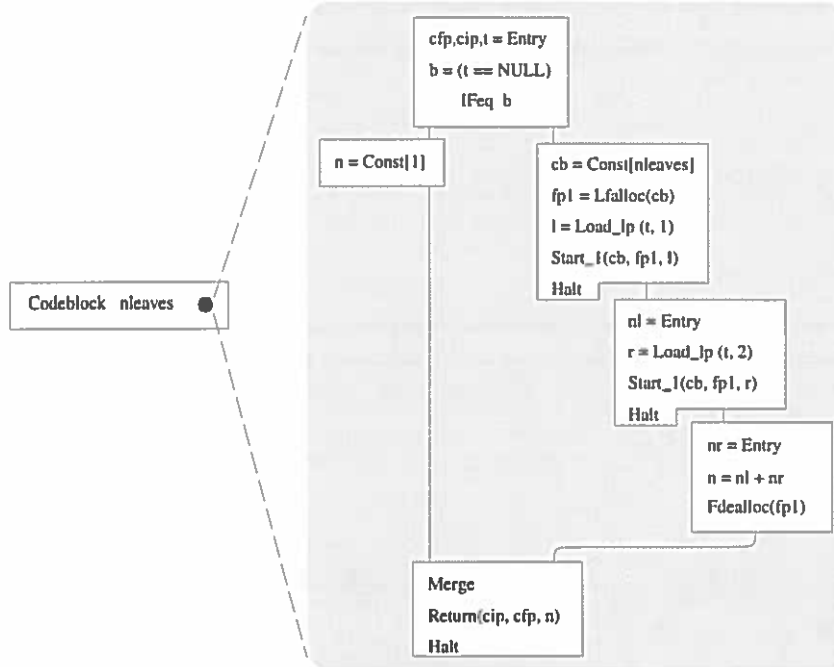 cfp,cip,t = Entry
b = (t == NULL)
IFeq b
n = Const[1]
cb = Const[nleaves]
fp1 = Lfalloc(cb)
l = Load_lp (t, 1)
Start_1(cb, fp1, l)
Halt
Codeblock nleaves
nl = Entry
r = Load_lp (t, 2)
Start_1(cb, fp1, r)
Halt
nr = Entry
n = nl + nr
Fdealloc(fp1)
Merge
Return(cip, cfp, n)
Halt